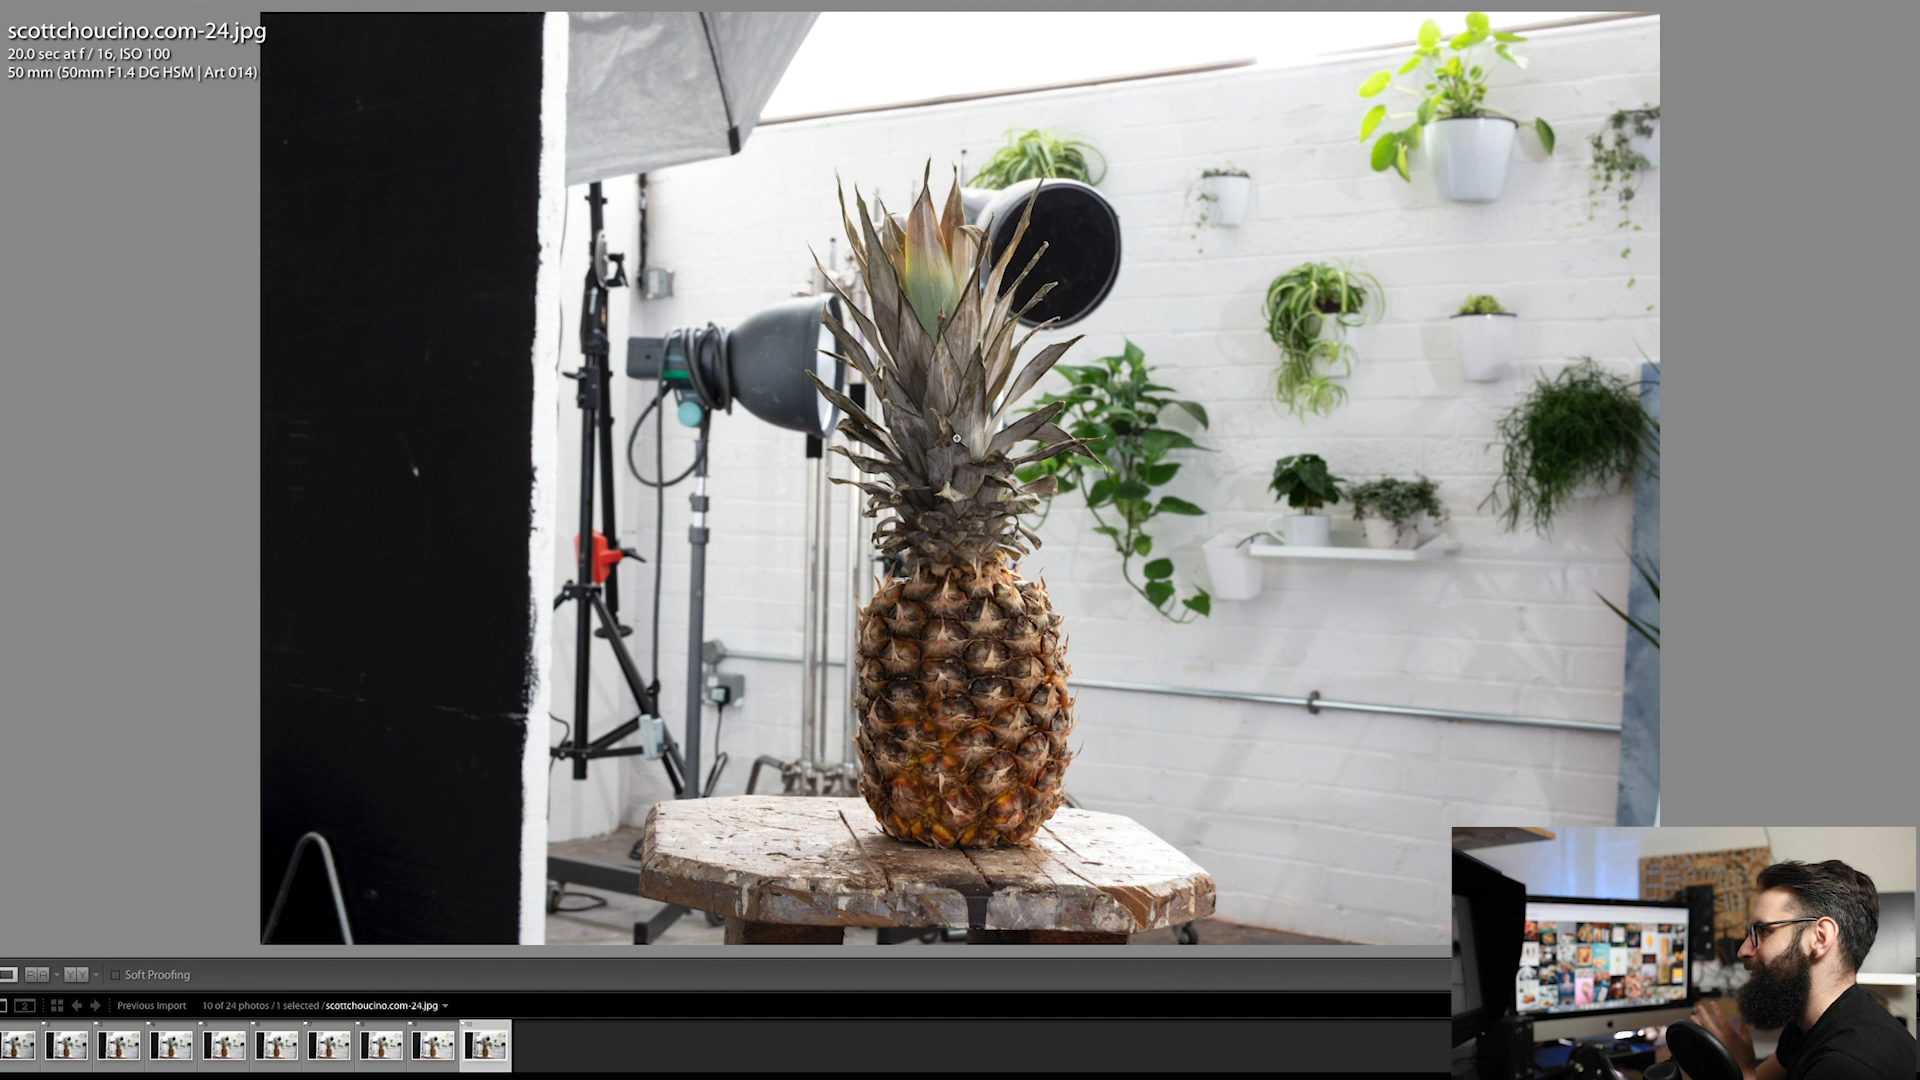 scottchoucino.com-24.jpg
20.0 sec at f / 16, ISO 100
50 mm (50mm F1.4 DG HSM | Art 014)
Soft Proofing
2
Previous Import
10 of 24 photos / 1 selected / scottchoucino.com-24.jpg